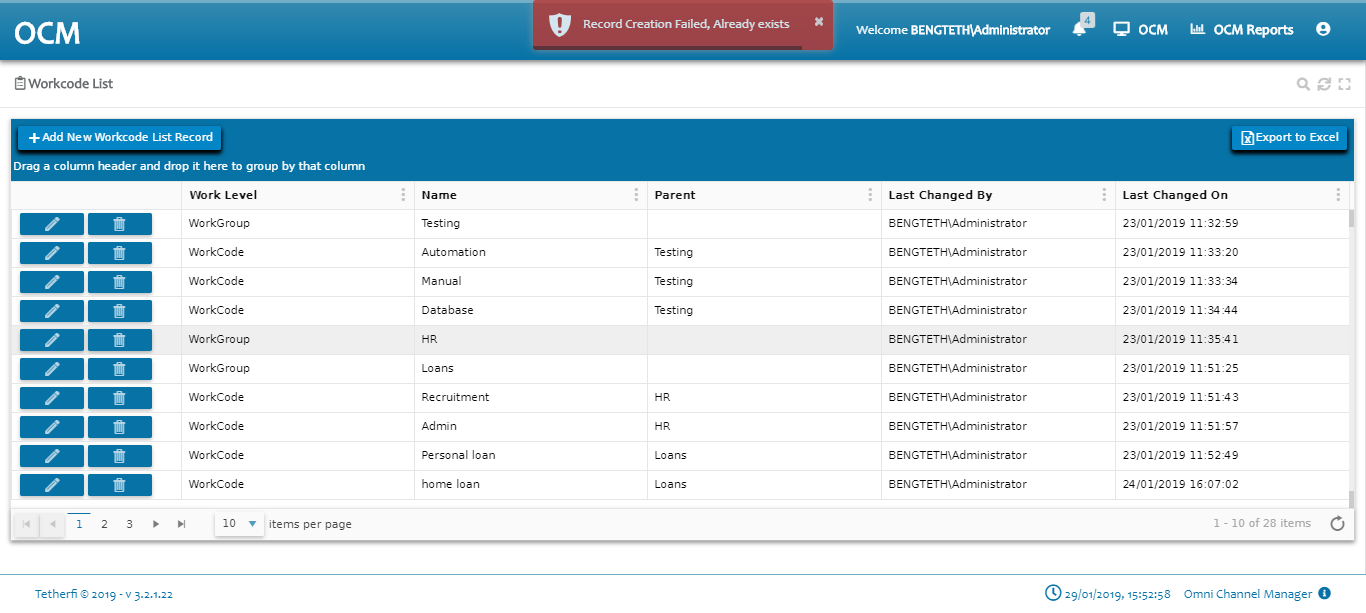 OCM
Record Creation Failed, Already exists
Welcome BENGTETH\Administrator
4
OCM
OCM Reports
Workcode List
Add New Workcode List Record
Export to Excel
Drag a column header and drop it here to group by that column
Work Level Name Parent Last Changed By Last Changed On
WorkGroup Testing BENGTETH\Administrator 23/01/2019 11:32:59
WorkCode Automation Testing BENGTETH\Administrator 23/01/2019 11:33:20
WorkCode Manual Testing BENGTETH\Administrator 23/01/2019 11:33:34
WorkCode Database Testing BENGTETH\Administrator 23/01/2019 11:34:44
WorkGroup HR BENGTETH\Administrator 23/01/2019 11:35:41
WorkGroup Loans BENGTETH\Administrator 23/01/2019 11:51:25
WorkCode Recruitment HR BENGTETH\Administrator 23/01/2019 11:51:43
WorkCode Admin HR BENGTETH\Administrator 23/01/2019 11:51:57
WorkCode Personal loan Loans BENGTETH\Administrator 23/01/2019 11:52:49
WorkCode home loan Loans BENGTETH\Administrator 24/01/2019 16:07:02
1 2 3 10 items per page 1 - 10 of 28 items
Tetherfi © 2019 - v 3.2.1.22 29/01/2019, 15:52:58 Omni Channel Manager